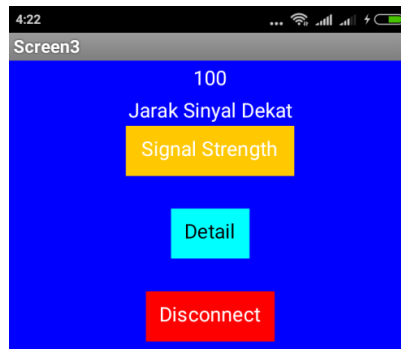 4:22
Screen3
100
Jarak Sinyal Dekat
Signal Strength
Detail
Disconnect